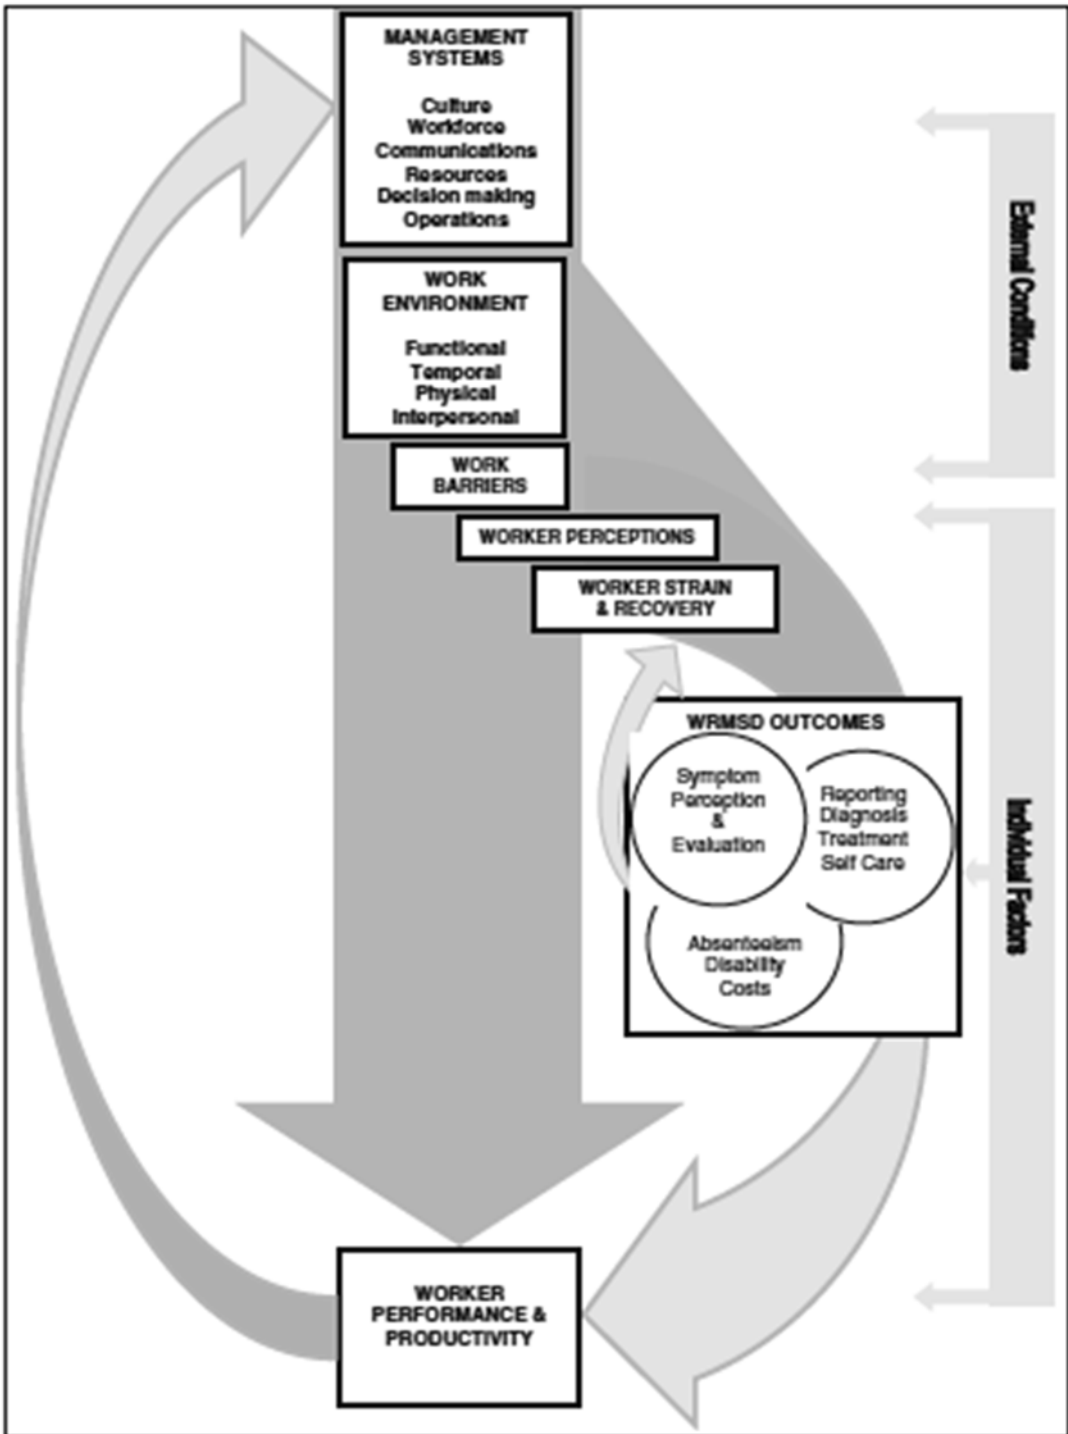 MANAGEMENT
SYSTEMS
Culture
Workforce
Communications
Resources
Decision making
Operations
WORK
ENVIRONMENT
Functional
Temporal
Physical
Interpersonal
WORK
BARRIERS
WORKER PERCEPTIONS
WORKER STRAIN
& RECOVERY
WRMSD OUTCOMES
Symptom
Perception
&
Evaluation
Reporting
Diagnosis
Treatment
Self Care
Absenteeism
Disability
Costs
WORKER
PERFORMANCE &
PRODUCTIVITY
External Conditions
Individual Factors